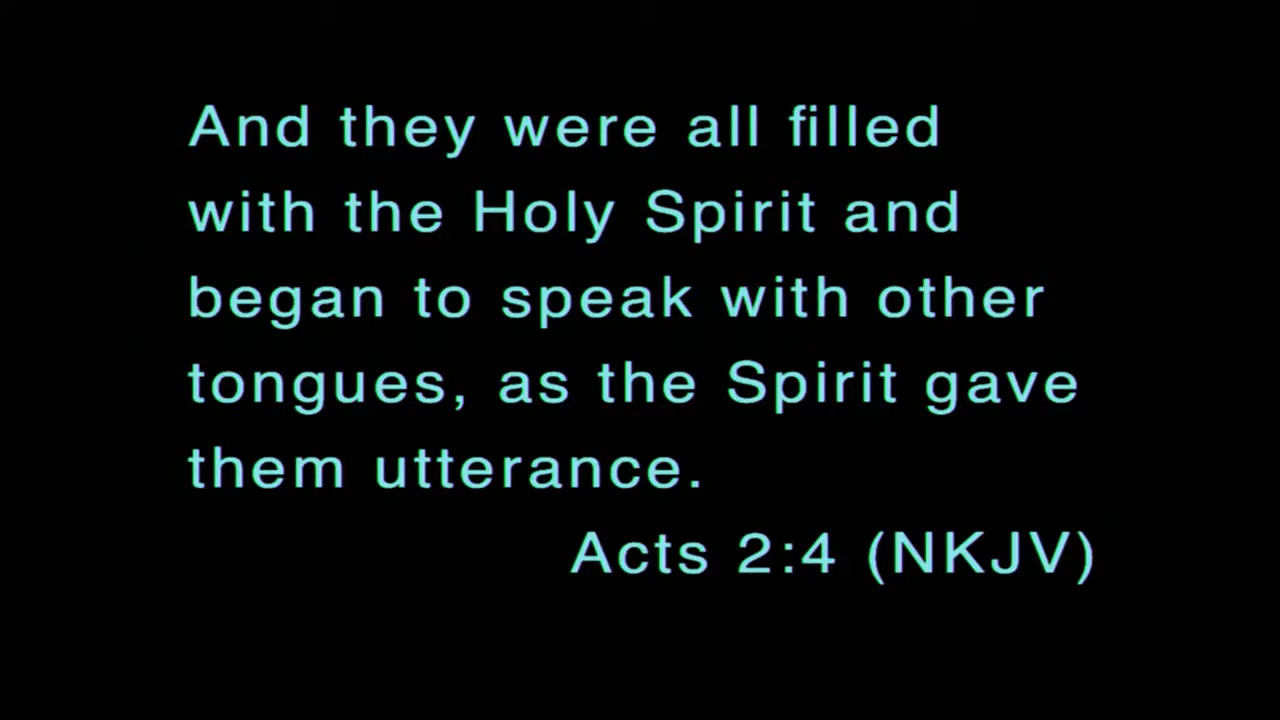 And they were all filled
with the Holy Spirit and
began to speak with other
tongues, as the Spirit gave
them utterance.
Acts 2:4 (NKJV)